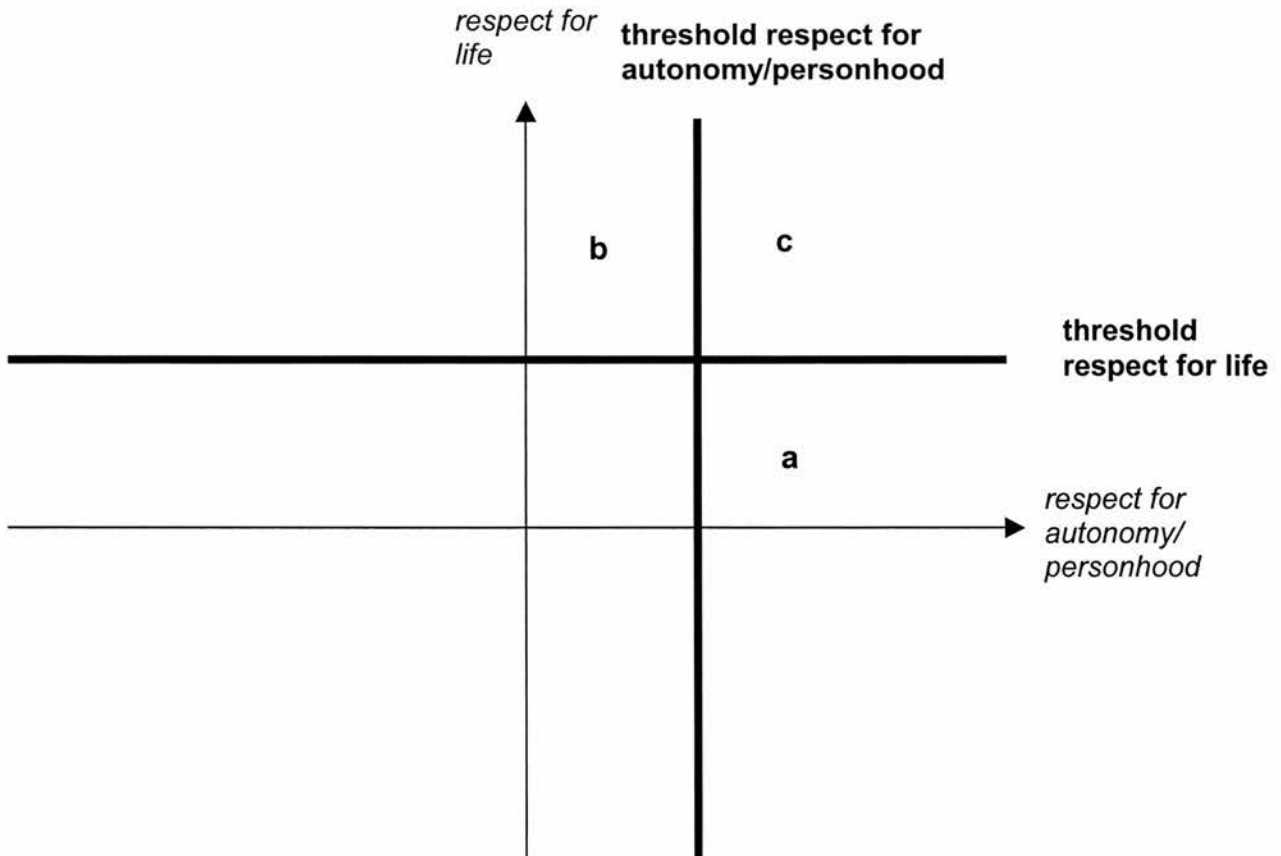 respect for
life
threshold respect for
autonomy/personhood
b
c
threshold
respect for life
a
respect for
autonomy/
personhood